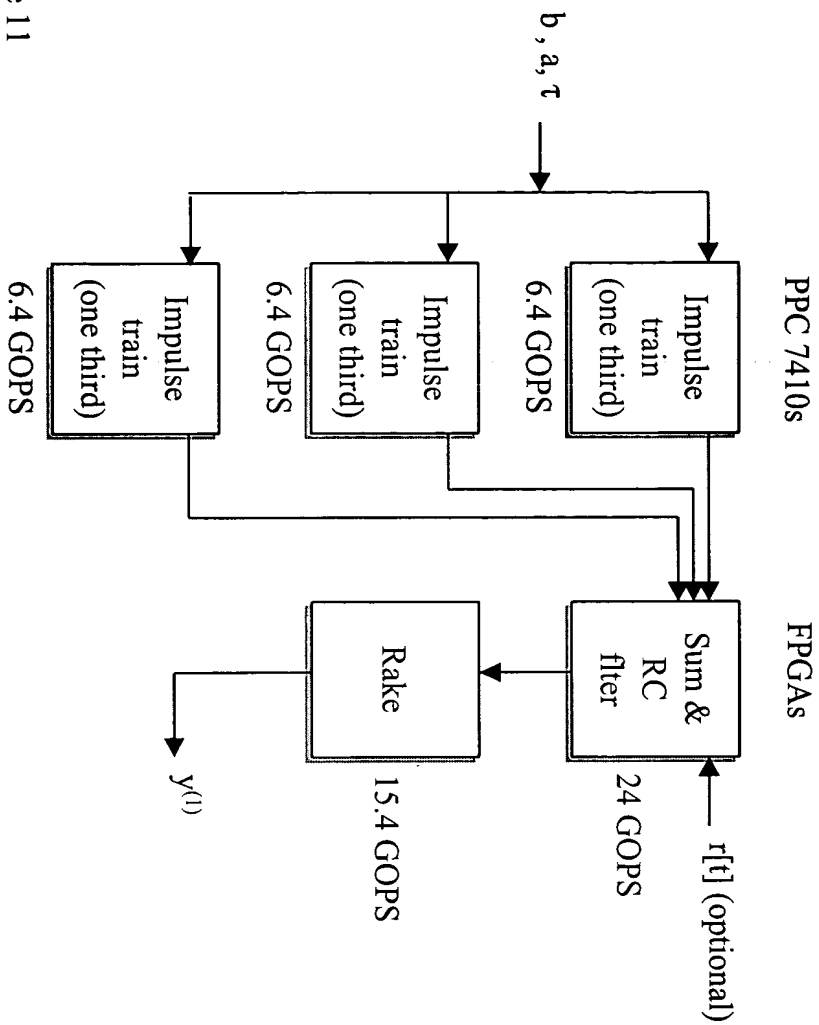 PPC 7410s
FPGAs
Impulse
train
(one third)
6.4 GOPS
Sum &
RC
flter
r[t] (optional)
24 GOPS
b , a, τ
Impulse
train
(one third)
6.4 GOPS
Rake
15.4 GOPS
Impulse
train
(one third)
6.4 GOPS
y(1)
e 11